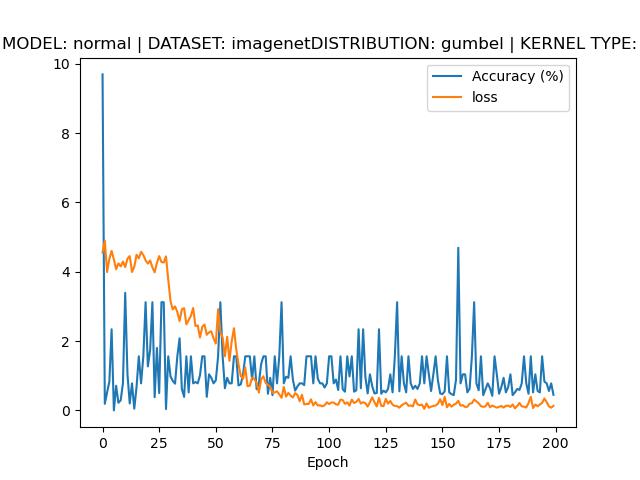 MODEL: normal | DATASET: imagenetDISTRIBUTION: gumbel | KERNEL TYPE:
Accuracy (%)
loss
10
8
6
4
2
0
0 25 50 75 100 125 150 175 200
Epoch